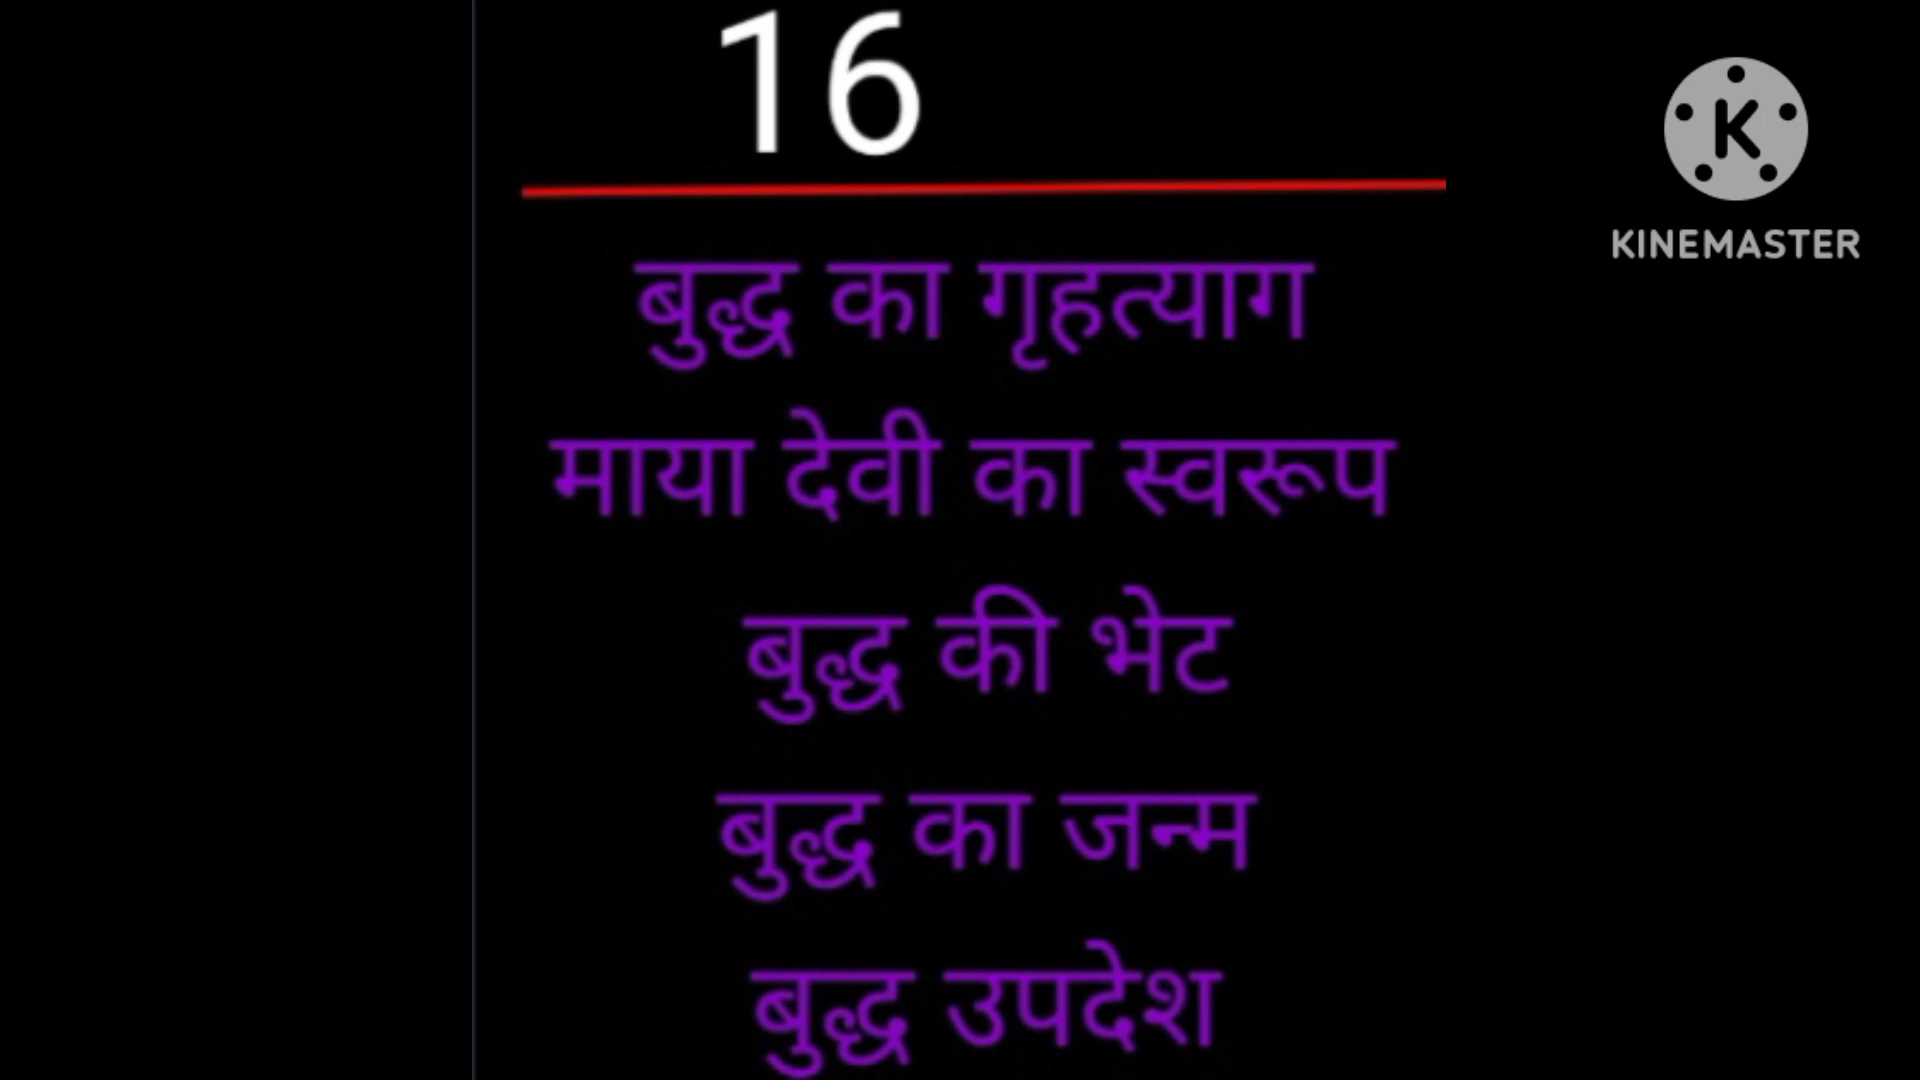 16
KINEMASTER
बुद्ध का गृहत्याग
माया देवी का स्वरूप
बुद्ध की भेट
बुद्ध का जन्म
बुद्ध उपदेश